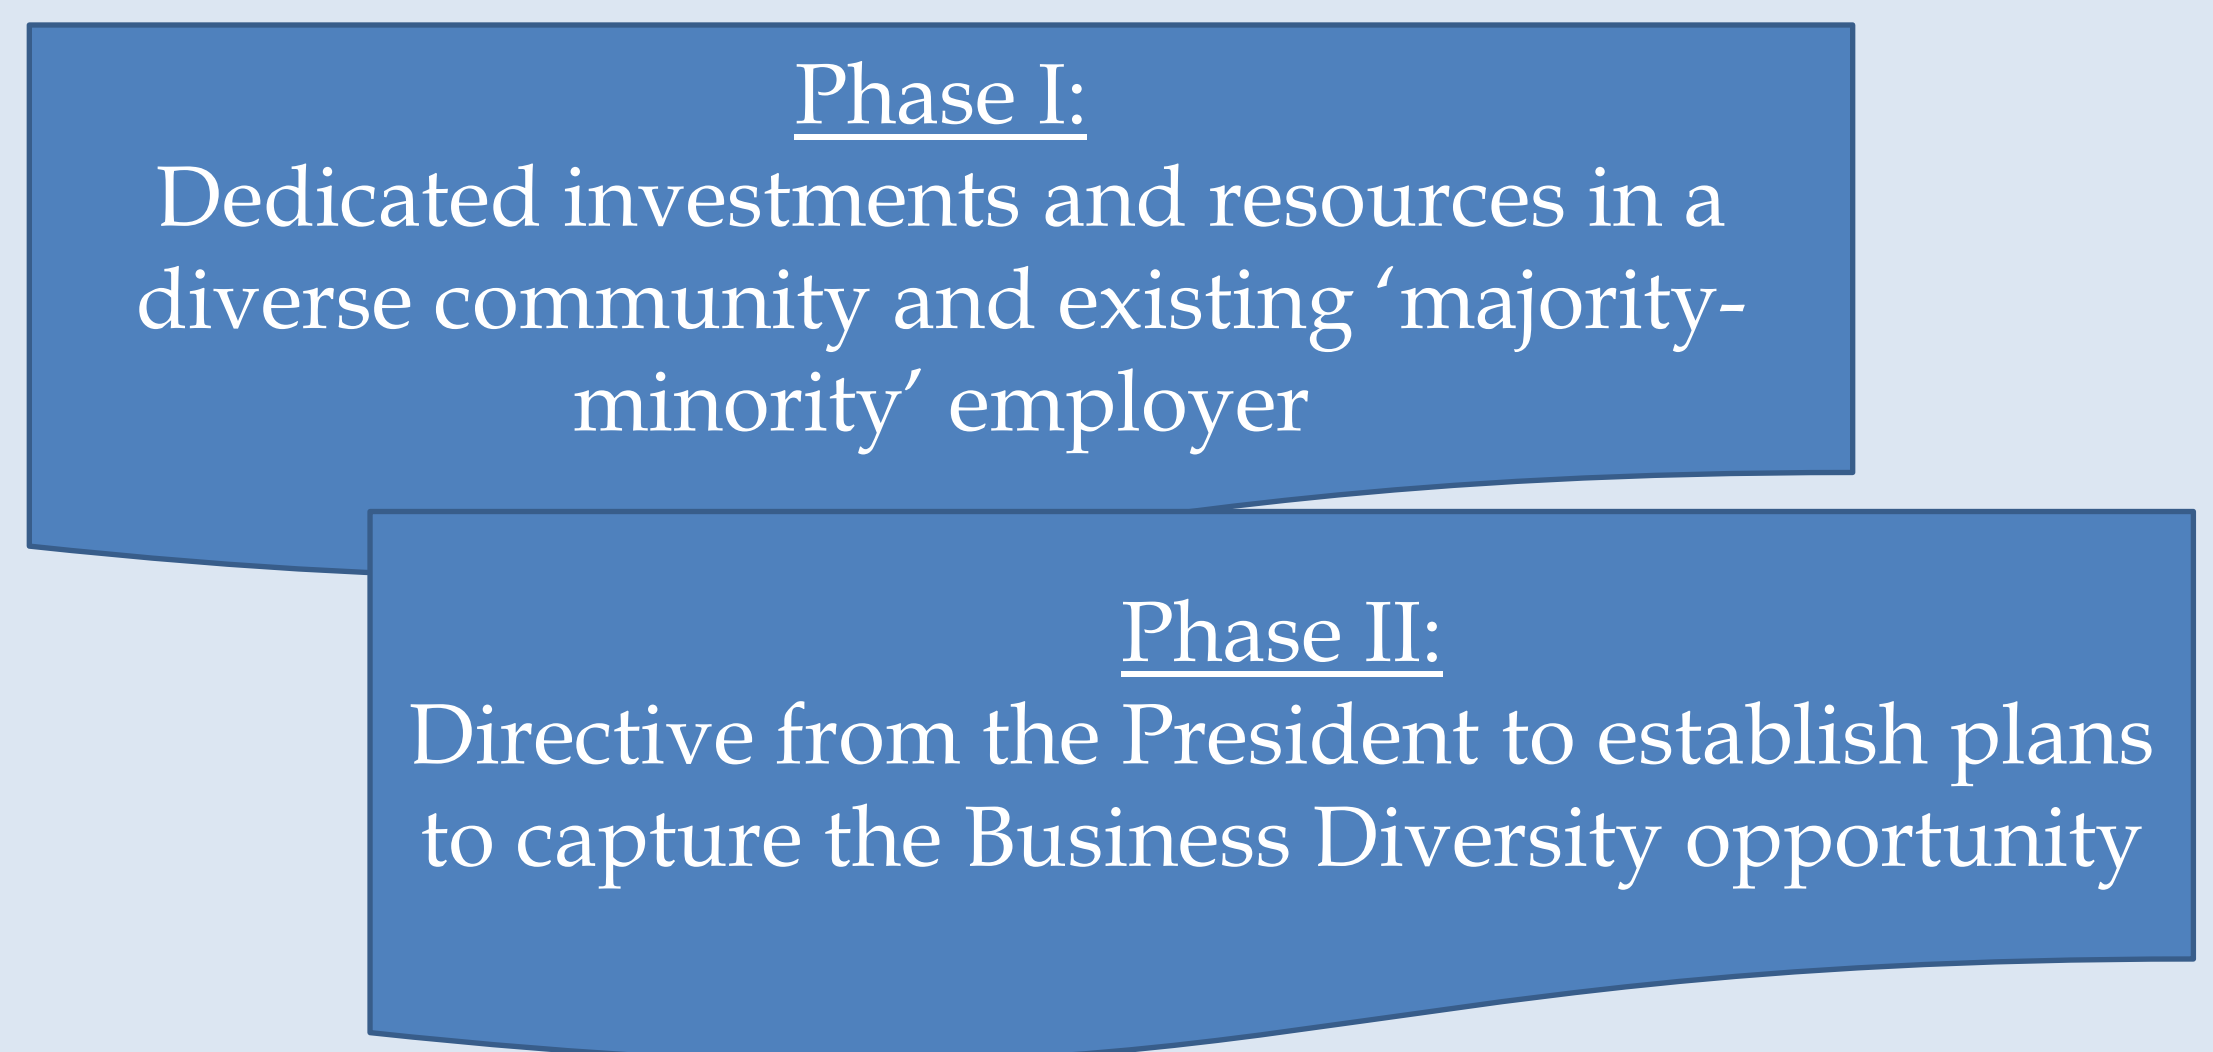 Phase I:
Dedicated investments and resources in a
diverse community and existing ‘majority-
minority’ employer
Phase II:
Directive from the President to establish plans
to capture the Business Diversity opportunity